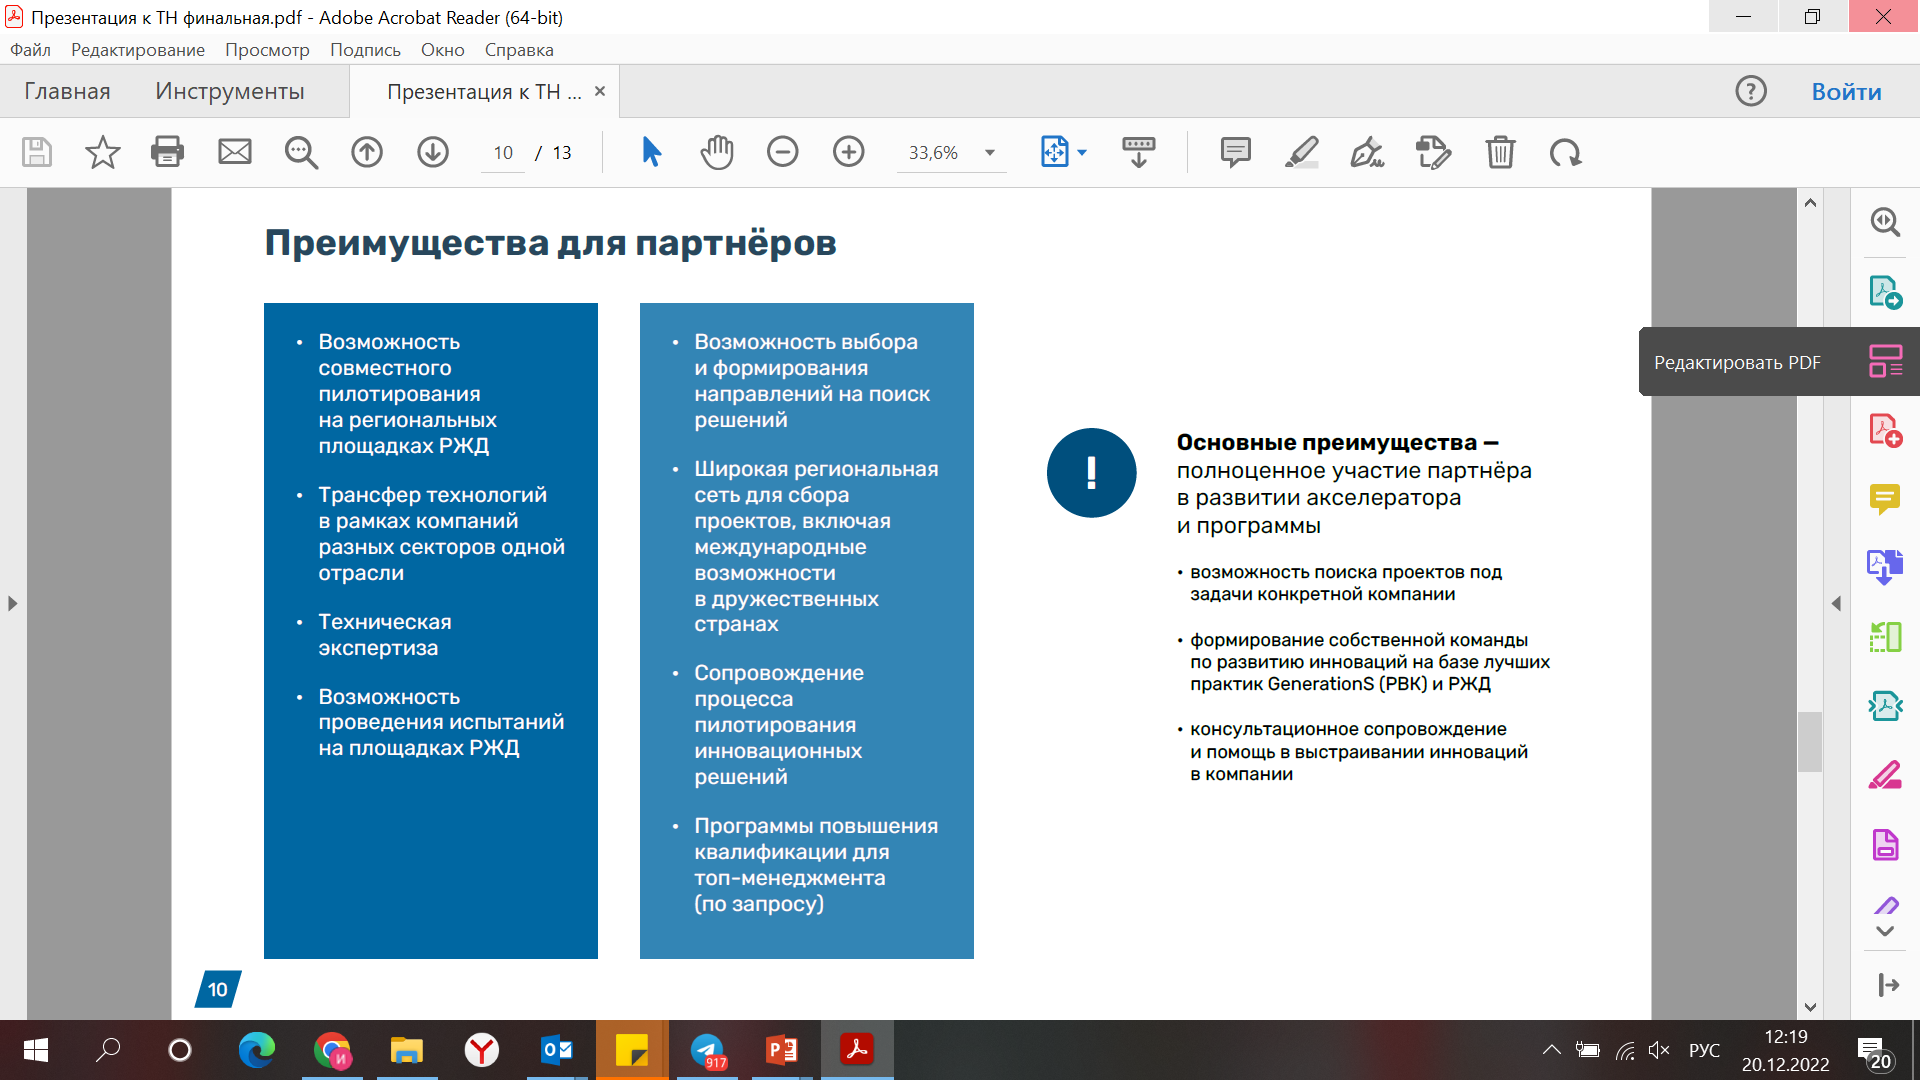 Презентация к ТН финальная.pdf - Adobe Acrobat Reader (64-bit)
Файл Редактирование Просмотр Подпись Окно Справка
Главная Инструменты Презентация к ТН ... Войти
10 / 13 33,6%
Преимущества для партнёров
• Возможность
совместного
пилотирования
на региональных
площадках РЖД
• Трансфер технологий
в рамках компаний
разных секторов одной
отрасли
• Техническая
экспертиза
• Возможность
проведения испытаний
на площадках РЖД
• Возможность выбора
и формирования
направлений на поиск
решений
• Широкая региональная
сеть для сбора
проектов, включая
международные
возможности
в дружественных
странах
• Сопровождение
процесса
пилотирования
инновационных
решений
• Программы повышения
квалификации для
топ-менеджмента
(по запросу)
!
Основные преимущества —
полноценное участие партнёра
в развитии акселератора
и программы
• возможность поиска проектов под
задачи конкретной компании
• формирование собственной команды
по развитию инноваций на базе лучших
практик GenerationS (РВК) и РЖД
• консультационное сопровождение
и помощь в выстраивании инноваций
в компании
Редактировать PDF
10
917
РУС
12:19
20.12.2022
20